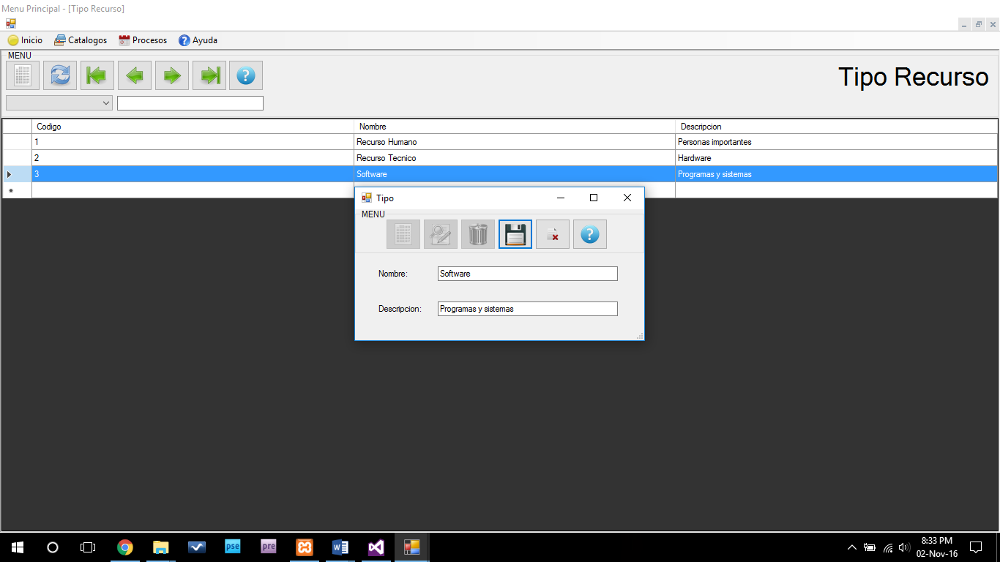 Menu Principal - [Tipo Recurso]
Inicio Catalogos Procesos Ayuda
MENU
Tipo Recurso
Codigo Nombre Descripcion
1 Recurso Humano Personas importantes
2 Recurso Tecnico Hardware
3 Software Programas y sistemas
Tipo
MENU
Nombre: Software
Descripcion: Programas y sistemas
pse pre
8:33 PM
02-Nov-16